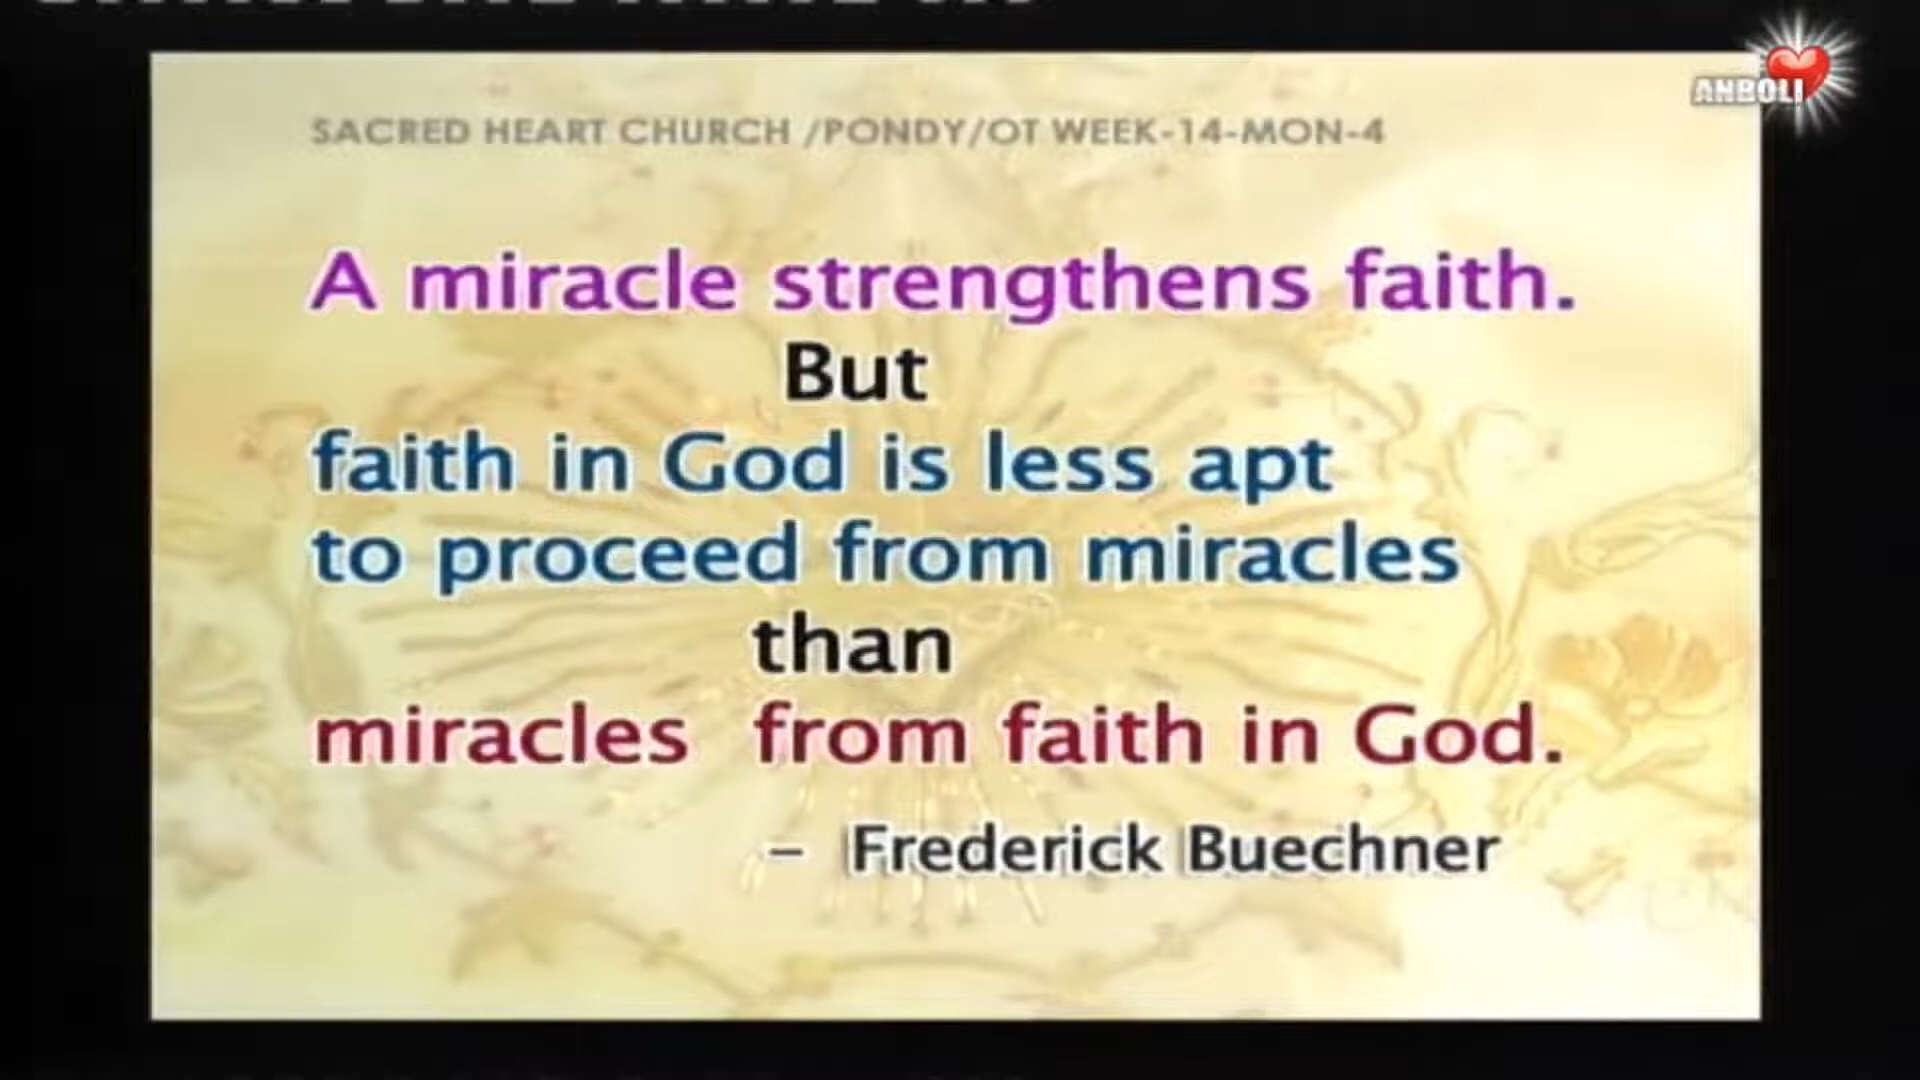 ANBOLI
SACRED HEART CHURCH /PONDY/OT WEEK-14-MON-4
A miracle strengthens faith.
But
faith in God is less apt
to proceed from miracles
than
miracles from faith in God.
– Frederick Buechner